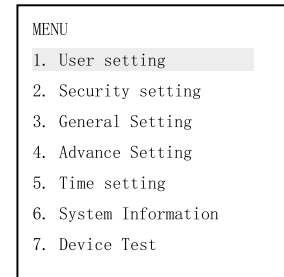 MENU
1. User setting
2. Security setting
3. General Setting
4. Advance Setting
5. Time setting
6. System Information
7. Device Test